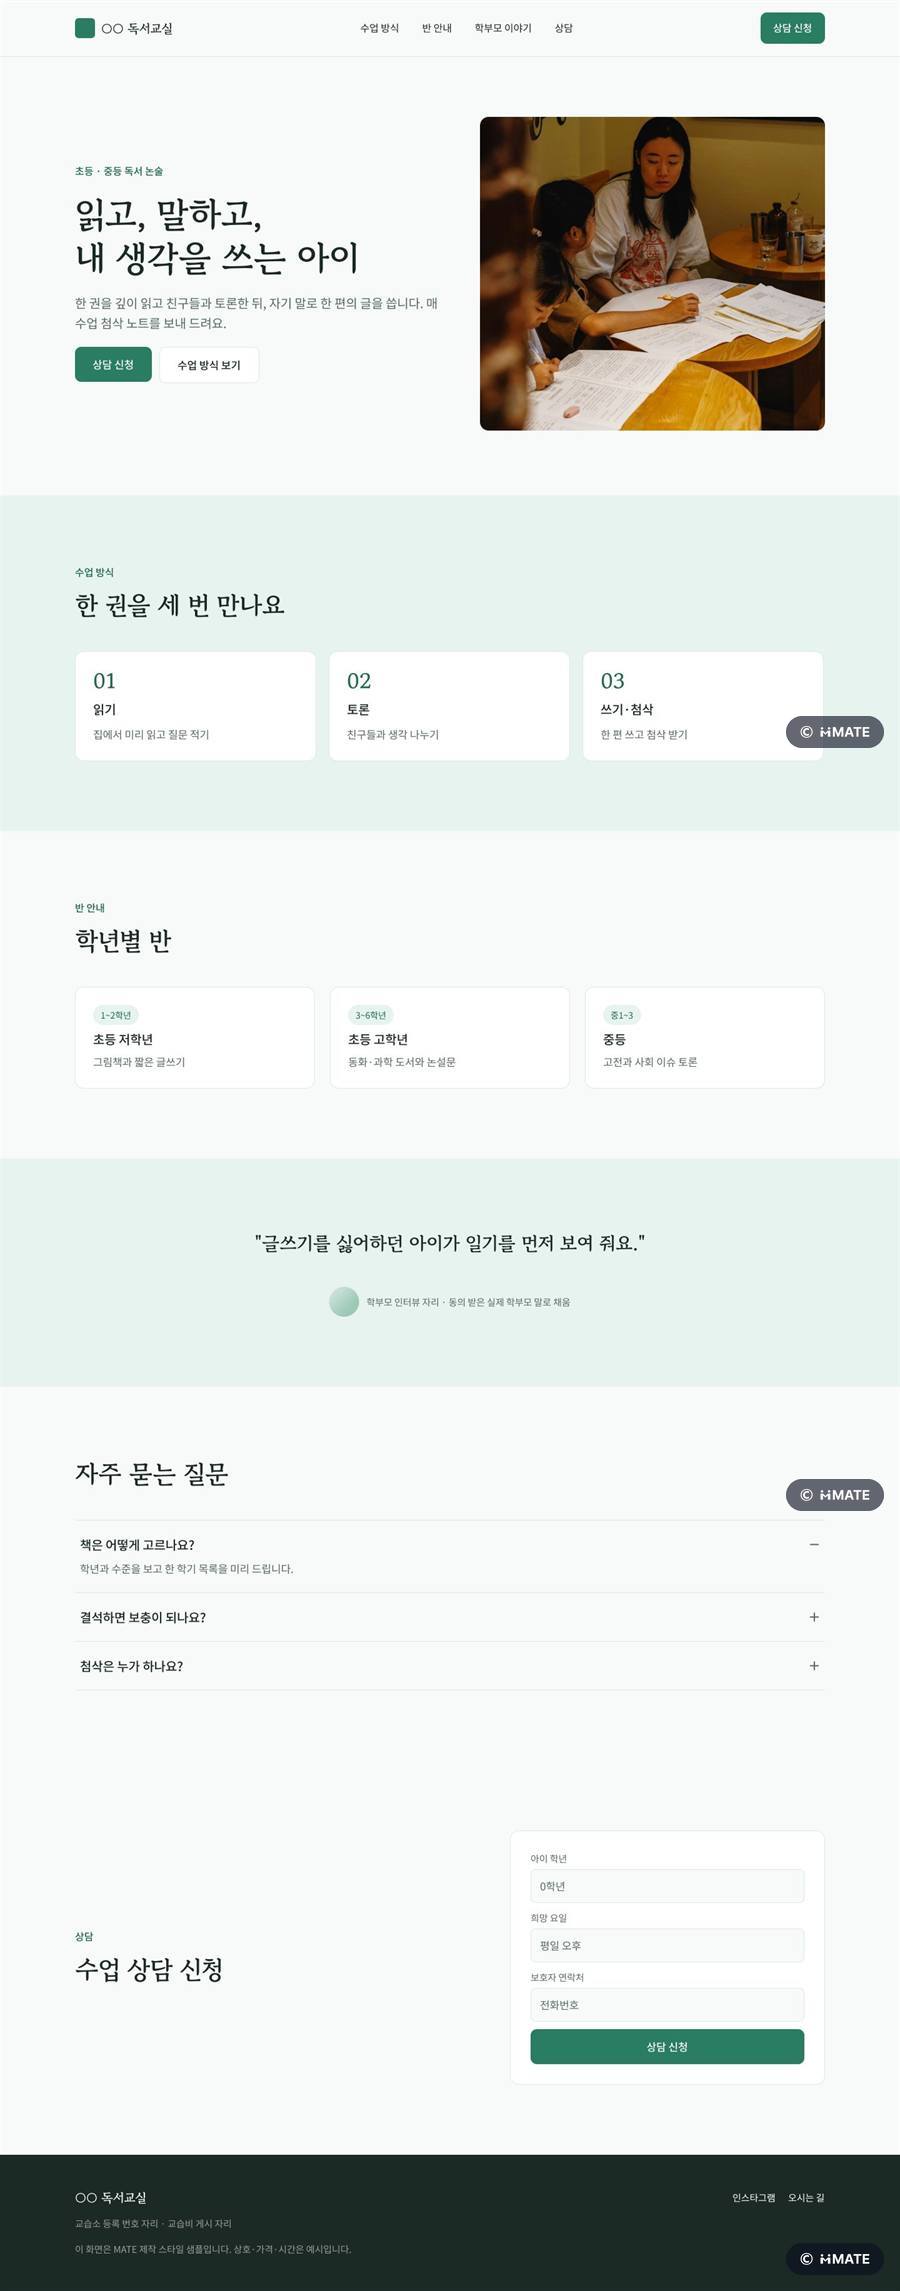 ○○ 독서교실
수업 방식
반 안내
학부모 이야기
상담
상담 신청
초등 · 중등 독서 논술
읽고, 말하고,
내 생각을 쓰는 아이
한 권을 깊이 읽고 친구들과 토론한 뒤, 자기 말로 한 편의 글을 씁니다. 매
수업 첨삭 노트를 보내 드려요.
상담 신청
수업 방식 보기
수업 방식
한 권을 세 번 만나요
01
읽기
집에서 미리 읽고 질문 적기
02
토론
친구들과 생각 나누기
03
쓰기·첨삭
한 편 쓰고 첨삭 받기
© MATE
반 안내
학년별 반
1~2학년
초등 저학년
그림책과 짧은 글쓰기
3~6학년
초등 고학년
동화·과학 도서와 논설문
중1~3
중등
고전과 사회 이슈 토론
"글쓰기를 싫어하던 아이가 일기를 먼저 보여 줘요."
학부모 인터뷰 자리 · 동의 받은 실제 학부모 말로 채움
자주 묻는 질문
© MATE
책은 어떻게 고르나요?
학년과 수준을 보고 한 학기 목록을 미리 드립니다.
결석하면 보충이 되나요?
첨삭은 누가 하나요?
상담
수업 상담 신청
아이 학년
0학년
희망 요일
평일 오후
보호자 연락처
전화번호
상담 신청
○○ 독서교실
인스타그램
오시는 길
교습소 등록 번호 자리 · 교습비 게시 자리
이 화면은 MATE 제작 스타일 샘플입니다. 상호·가격·시간은 예시입니다.
© MATE